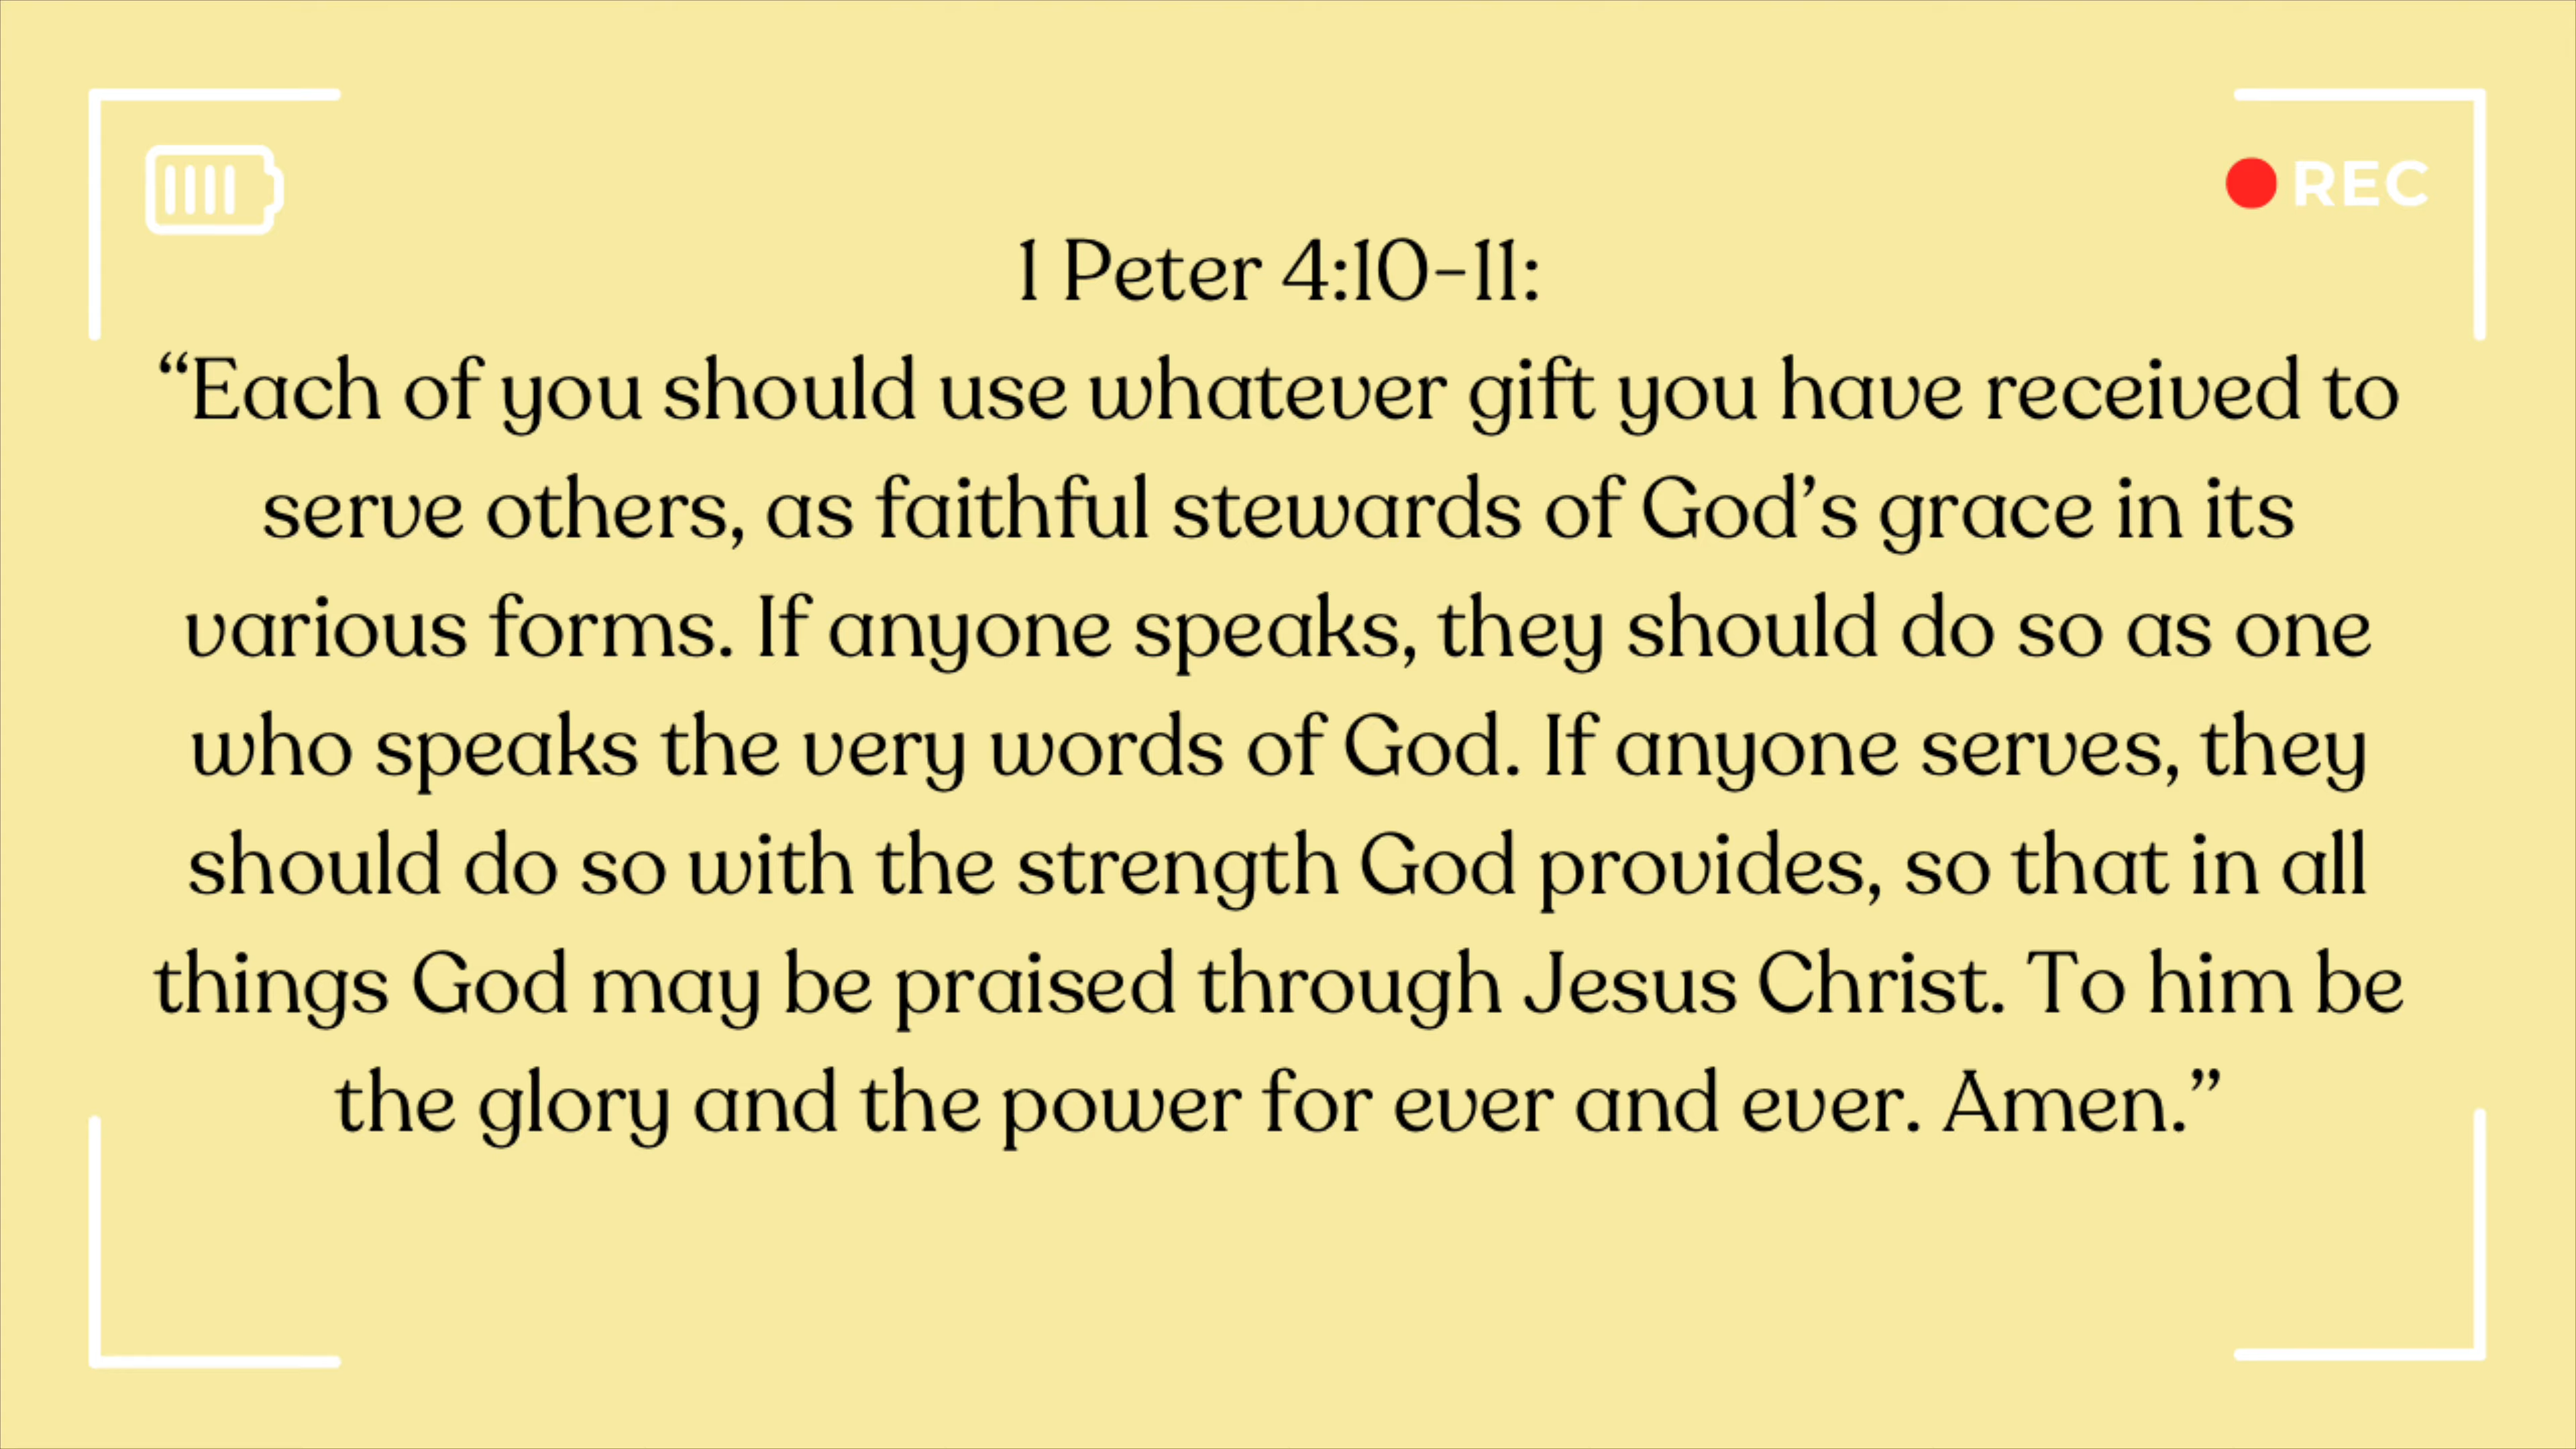 REC
1 Peter 4:10-11:
“Each of you should use whatever gift you have received to
serve others, as faithful stewards of God’s grace in its
various forms. If anyone speaks, they should do so as one
who speaks the very words of God. If anyone serves, they
should do so with the strength God provides, so that in all
things God may be praised through Jesus Christ. To him be
the glory and the power for ever and ever. Amen.”